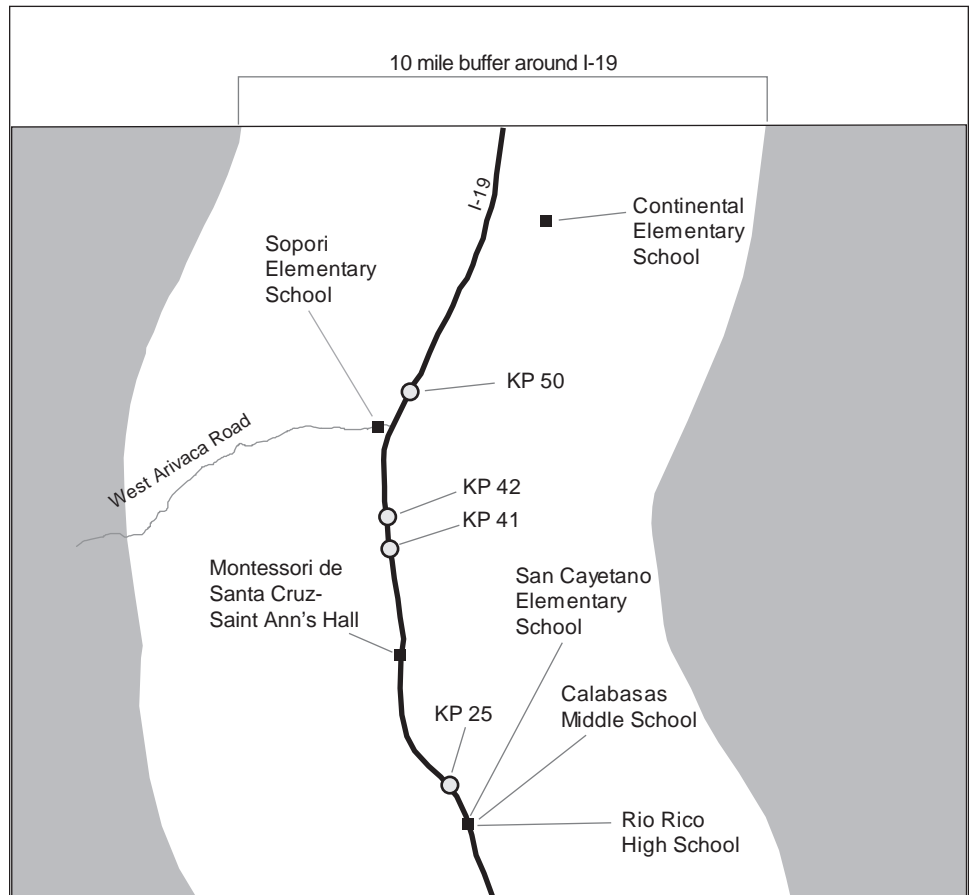 10 mile buffer around I-19
I-19
Continental
Elementary
School
Sopori
Elementary
School
KP 50
West Arivaca Road
KP 42
KP 41
Montessori de
Santa Cruz-
Saint Ann's Hall
San Cayetano
Elementary
School
Calabasas
Middle School
KP 25
Rio Rico
High School